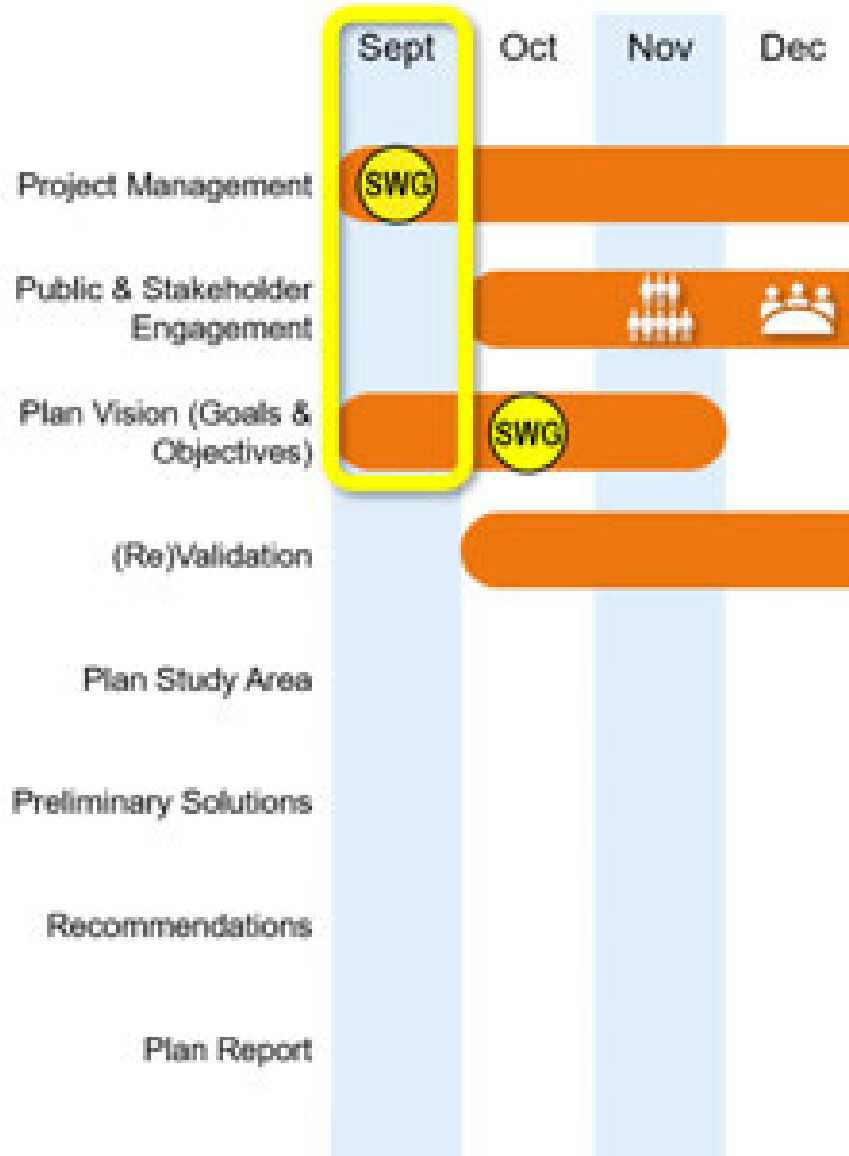 Sept Oct Nov Dec
Project Management SWG
Public & Stakeholder
Engagement
Plan Vision (Goals &
Objectives) SWG
(Re)Validation
Plan Study Area
Preliminary Solutions
Recommendations
Plan Report